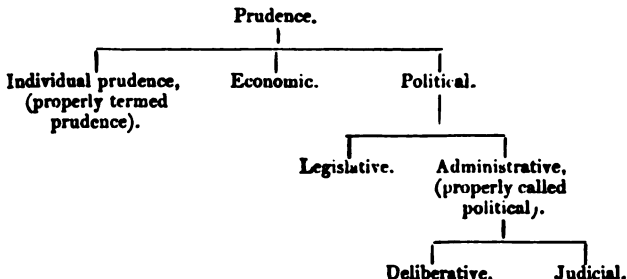 Prudence.
Individual prudence, Economic. Political.
(properly termed
prudence).
Legislative. Administrative,
(properly called
political).
Deliberative. Judicial.